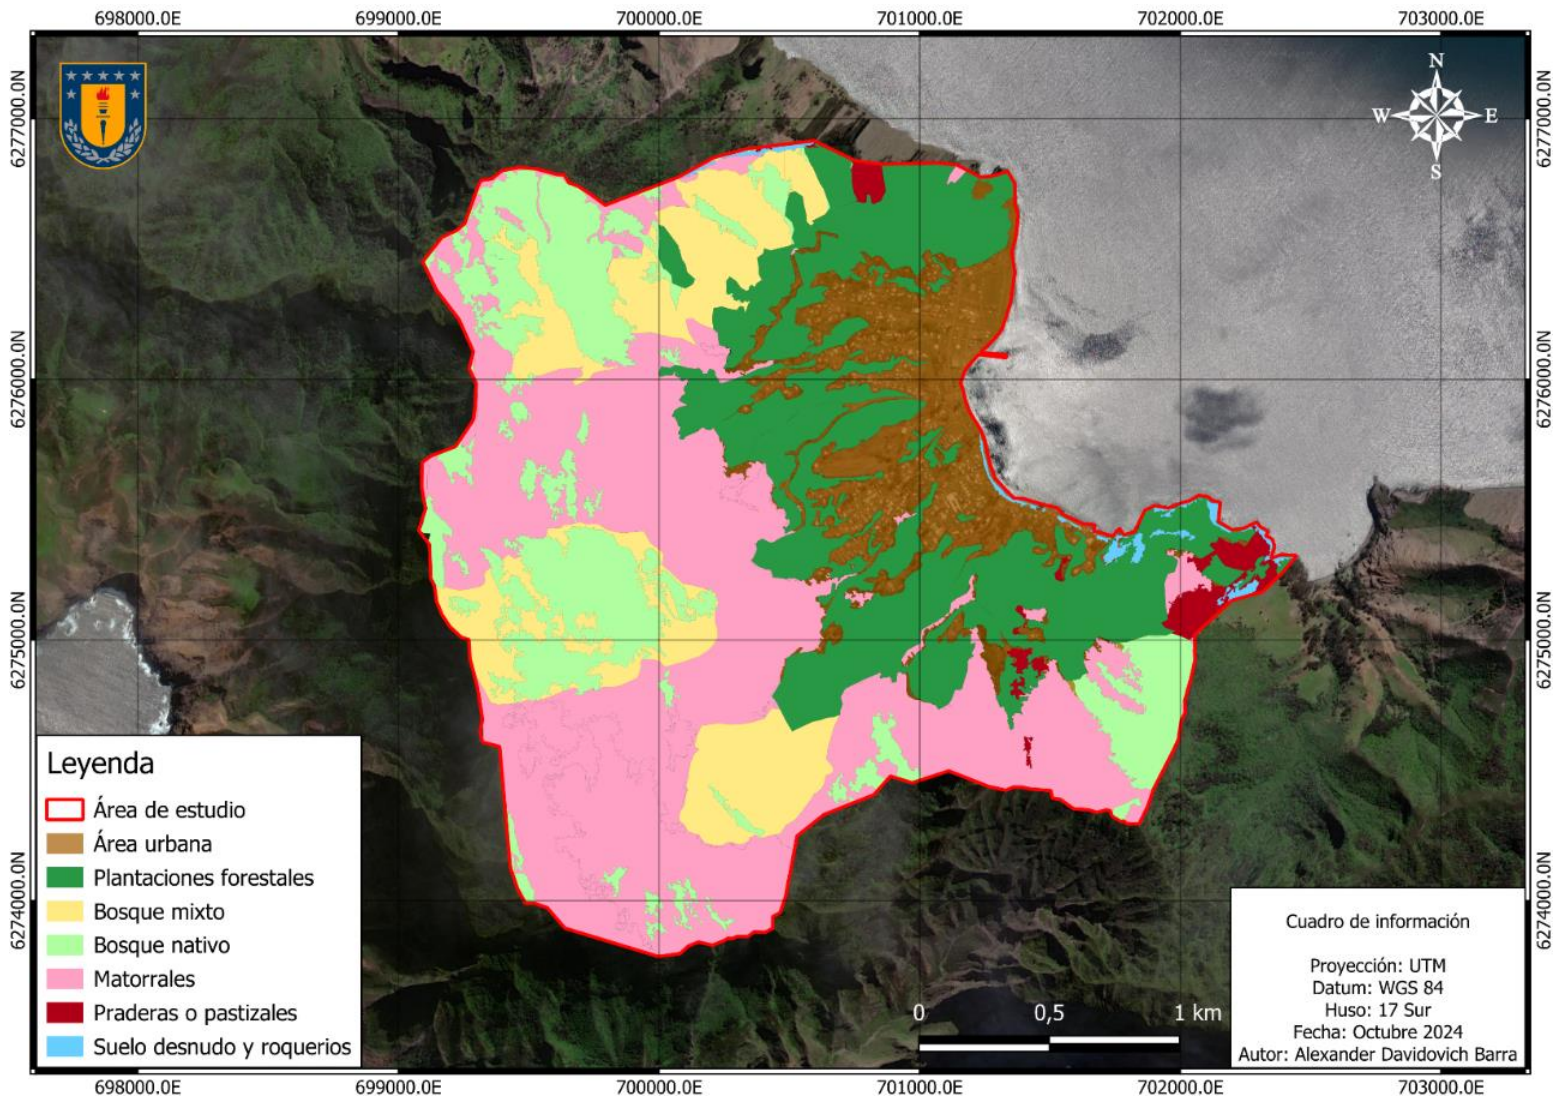 698000.0E 699000.0E 700000.0E 701000.0E 702000.0E 703000.0E
6277000.0N
6276000.0N
6275000.0N
6274000.0N
6277000.0N
6276000.0N
6275000.0N
6274000.0N
N
W E
S
Leyenda
Área de estudio
Área urbana
Plantaciones forestales
Bosque mixto
Bosque nativo
Matorrales
Praderas o pastizales
Suelo desnudo y roquerios
0 0,5 1 km
Cuadro de información
Proyección: UTM
Datum: WGS 84
Huso: 17 Sur
Fecha: Octubre 2024
Autor: Alexander Davidovich Barra
698000.0E 699000.0E 700000.0E 701000.0E 702000.0E 703000.0E